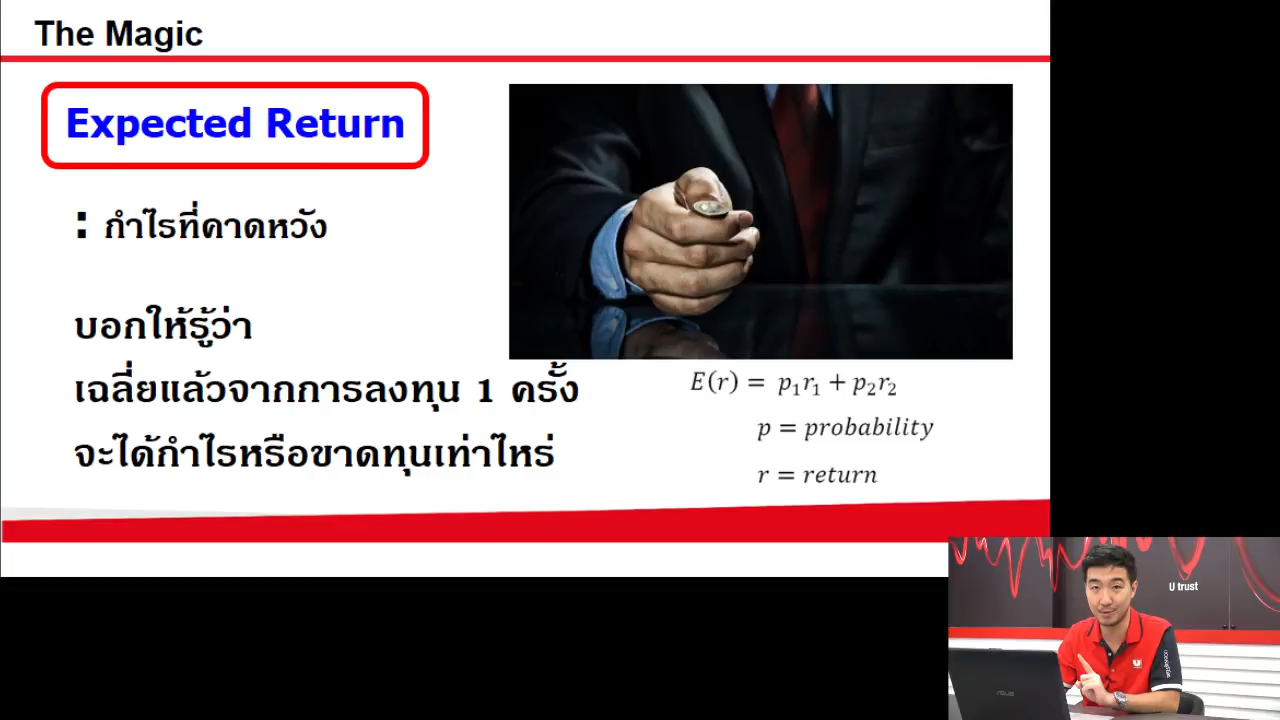 The Magic
Expected Return
: กำไรที่คาดหวัง
บอกให้รู้ว่า
เฉลี่ยแล้วจากการลงทุน 1 ครั้ง
จะได้กำไรหรือขาดทุนเท่าไหร่
E(r) = p₁r₁ + p₂r₂
p = probability
r = return
U trust
U
ASUS